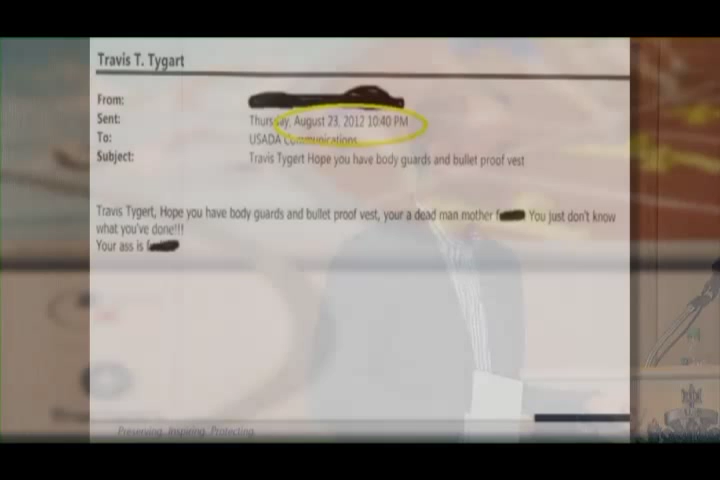 Travis T. Tygart
From:
Sent: Thursday, August 23, 2012 10:40 PM
To: USADA Communications
Subject: Travis Tygert Hope you have body guards and bullet proof vest
Travis Tygert, Hope you have body guards and bullet proof vest, your a dead man mother f You just don't know
what you've done!!!
Your ass is f
Preserving. Inspiring. Protecting.